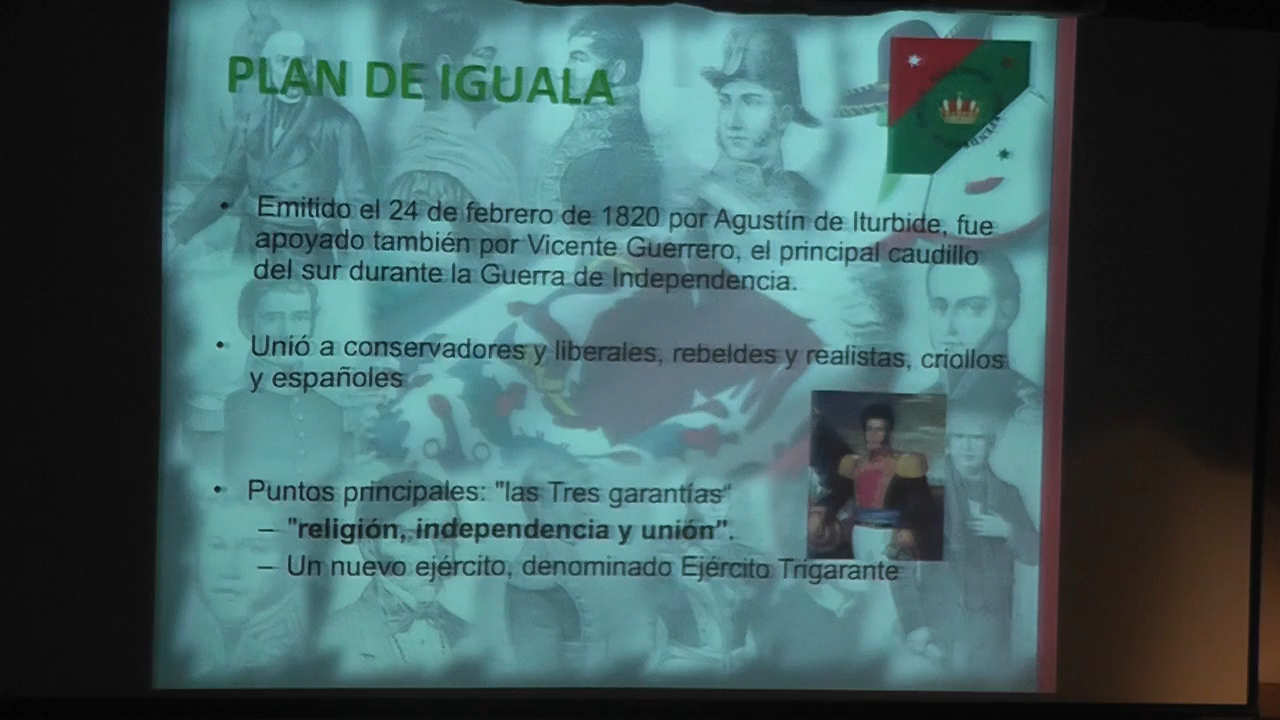 PLAN DE IGUALA
• Emitido el 24 de febrero de 1820 por Agustín de Iturbide, fue
apoyado también por Vicente Guerrero, el principal caudillo
del sur durante la Guerra de Independencia.
• Unió a conservadores y liberales, rebeldes y realistas, criollos
y españoles
• Puntos principales: "las Tres garantías"
– "religión, independencia y unión".
– Un nuevo ejército, denominado Ejército Trigarante